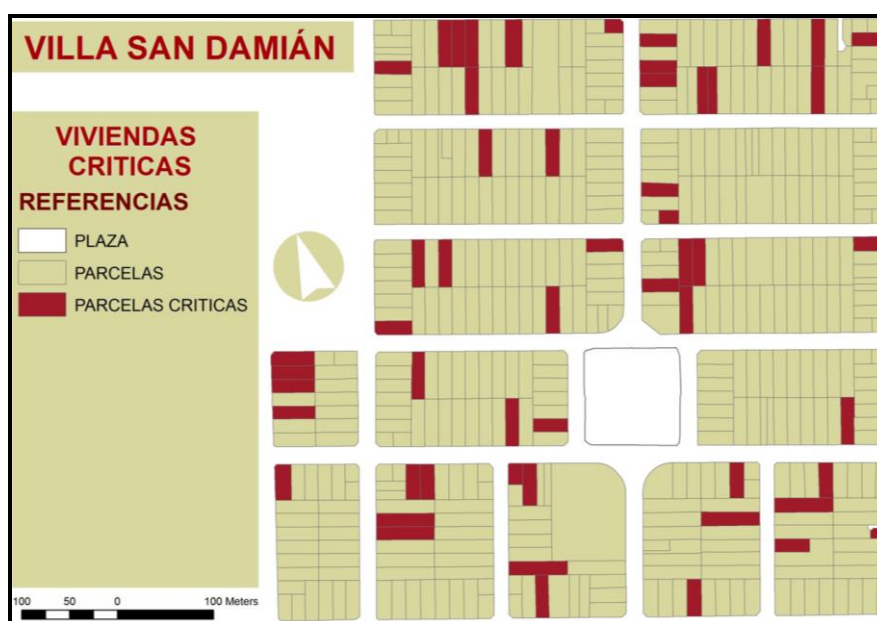 VILLA SAN DAMIÁN
VIVIENDAS
CRITICAS
REFERENCIAS
PLAZA
PARCELAS
PARCELAS CRITICAS
100 50 0 100 Meters